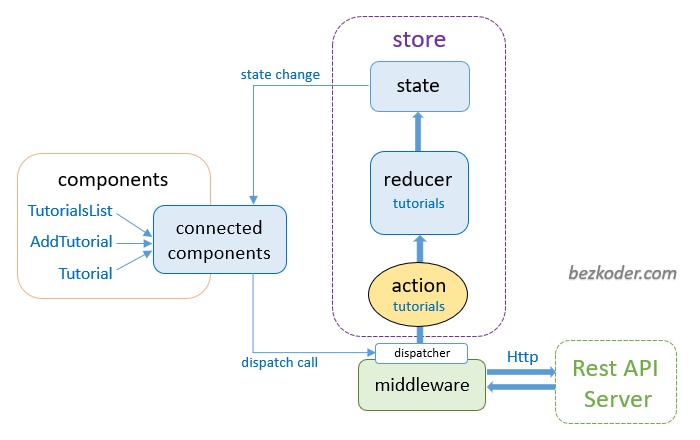 store
state change
state
components
reducer
tutorials
TutorialsList
AddTutorial
Tutorial
connected
components
action
tutorials
bezkoder.com
dispatch call
dispatcher
middleware
Http
Rest API
Server